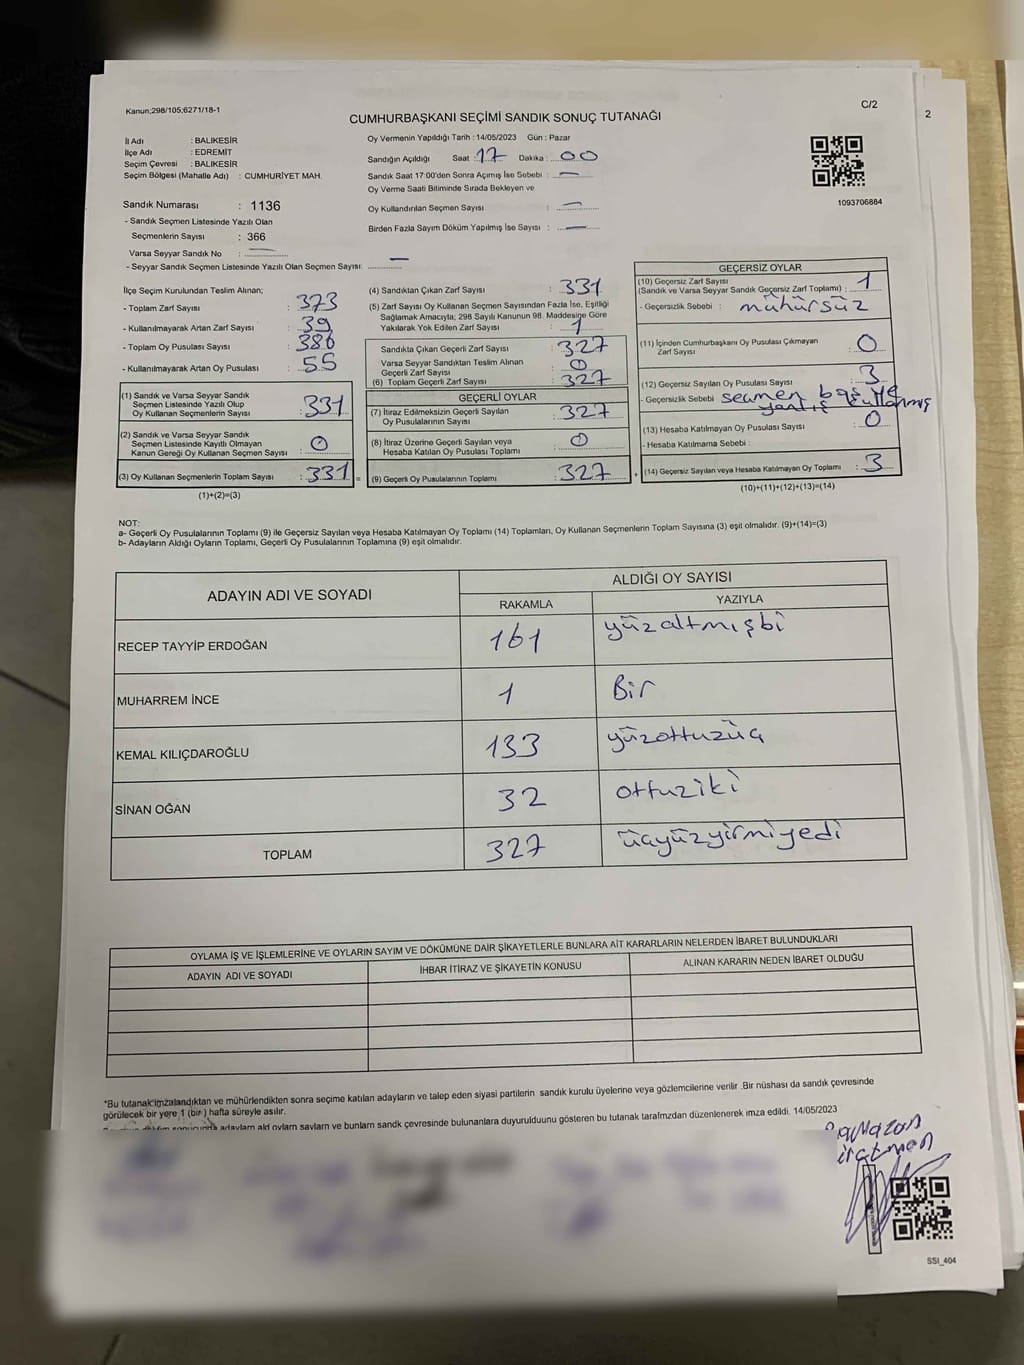 Kanun;298/105;6271/18-1
C/2
2
CUMHURBAŞKANI SEÇİMİ SANDIK SONUÇ TUTANAĞI
İl Adı : BALIKESİR
İlçe Adı : EDREMİT
Seçim Çevresi : BALIKESİR
Seçim Bölgesi (Mahalle Adı) : CUMHURİYET MAH.
Sandık Numarası : 1136
- Sandık Seçmen Listesinde Yazılı Olan
Seçmenlerin Sayısı : 366
Varsa Seyyar Sandık No : —
- Seyyar Sandık Seçmen Listesinde Yazılı Olan Seçmen Sayısı: —
Oy Vermenin Yapıldığı Tarih : 14/05/2023 Gün : Pazar
Sandığın Açıldığı Saat : 17 Dakika : 00
Sandık Saat 17:00'den Sonra Açımış İse Sebebi : —
Oy Verme Saati Bitiminde Sırada Bekleyen ve
Oy Kullandırılan Seçmen Sayısı : —
Birden Fazla Sayım Döküm Yapılmış İse Sayısı : —
1093706884
İlçe Seçim Kurulundan Teslim Alınan;
- Toplam Zarf Sayısı : 373
- Kullanılmayarak Artan Zarf Sayısı : 39
- Toplam Oy Pusulası Sayısı : 386
- Kullanılmayarak Artan Oy Pusulası : 55
(1) Sandık ve Varsa Seyyar Sandık
Seçmen Listesinde Yazılı Olup
Oy Kullanan Seçmenlerin Sayısı : 331
(2) Sandık ve Varsa Seyyar Sandık
Seçmen Listesinde Kayıtlı Olmayan
Kanun Gereği Oy Kullanan Seçmen Sayısı : 0
(3) Oy Kullanan Seçmenlerin Toplam Sayısı : 331
(1)+(2)=(3)
(4) Sandıktan Çıkan Zarf Sayısı : 331
(5) Zarf Sayısı Oy Kullanan Seçmen Sayısından Fazla İse, Eşitliği
Sağlamak Amacıyla; 298 Sayılı Kanunun 98. Maddesine Göre
Yakılarak Yok Edilen Zarf Sayısı : 1
Sandıkta Çıkan Geçerli Zarf Sayısı : 327
Varsa Seyyar Sandıktan Teslim Alınan
Geçerli Zarf Sayısı : 0
(6) Toplam Geçerli Zarf Sayısı : 327
GEÇERLİ OYLAR
(7) İtiraz Edilmeksizin Geçerli Sayılan
Oy Pusulalarının Sayısı : 327
(8) İtiraz Üzerine Geçerli Sayılan veya
Hesaba Katılan Oy Pusulası Toplamı : 0
= (9) Geçerli Oy Pusulalarının Toplamı : 327 +
GEÇERSİZ OYLAR
(10) Geçersiz Zarf Sayısı
(Sandık ve Varsa Seyyar Sandık Geçersiz Zarf Toplamı) : 1
- Geçersizlik Sebebi : mühürsüz
(11) İçinden Cumhurbaşkanı Oy Pusulası Çıkmayan
Zarf Sayısı : 0
(12) Geçersiz Sayılan Oy Pusulası Sayısı : 3
- Geçersizlik Sebebi seçmen
yanlış kullanmış
(13) Hesaba Katılmayan Oy Pusulası Sayısı : 0
- Hesaba Katılmama Sebebi :
(14) Geçersiz Sayılan veya Hesaba Katılmayan Oy Toplamı : 3
(10)+(11)+(12)+(13)=(14)
NOT:
a- Geçerli Oy Pusulalarının Toplamı (9) ile Geçersiz Sayılan veya Hesaba Katılmayan Oy Toplamı (14) Toplamları, Oy Kullanan Seçmenlerin Toplam Sayısına (3) eşit olmalıdır. (9)+(14)=(3)
b- Adayların Aldığı Oyların Toplamı, Geçerli Oy Pusulalarının Toplamına (9) eşit olmalıdır.
ADAYIN ADI VE SOYADI
ALDIĞI OY SAYISI
RAKAMLA YAZIYLA
RECEP TAYYİP ERDOĞAN 161 yüzaltmışbi
MUHARREM İNCE 1 Bir
KEMAL KILIÇDAROĞLU 133 yüzottuzüç
SİNAN OĞAN 32 ottuziki
TOPLAM 327 üçyüzyirmiyedi
OYLAMA İŞ VE İŞLEMLERİNE VE OYLARIN SAYIM VE DÖKÜMÜNE DAİR ŞİKAYETLERLE BUNLARA AİT KARARLARIN NELERDEN İBARET BULUNDUKLARI
ADAYIN ADI VE SOYADI İHBAR İTİRAZ VE ŞİKAYETİN KONUSU ALINAN KARARIN NEDEN İBARET OLDUĞU
*Bu tutanak imzalandıktan ve mühürlendikten sonra seçime katılan adayların ve talep eden siyasi partilerin sandık kurulu üyelerine veya gözlemcilerine verilir .Bir nüshası da sandık çevresinde
görülecek bir yere 1 (bir ) hafta süreyle asılır.
sonucunda adayların ald oyların sayların ve bunların sandk çevresinde bulunanlara duyurulduunu gösteren bu tutanak tarafmzdan düzenlenerek imza edildi. 14/05/2023
Ramazan
SSI_404